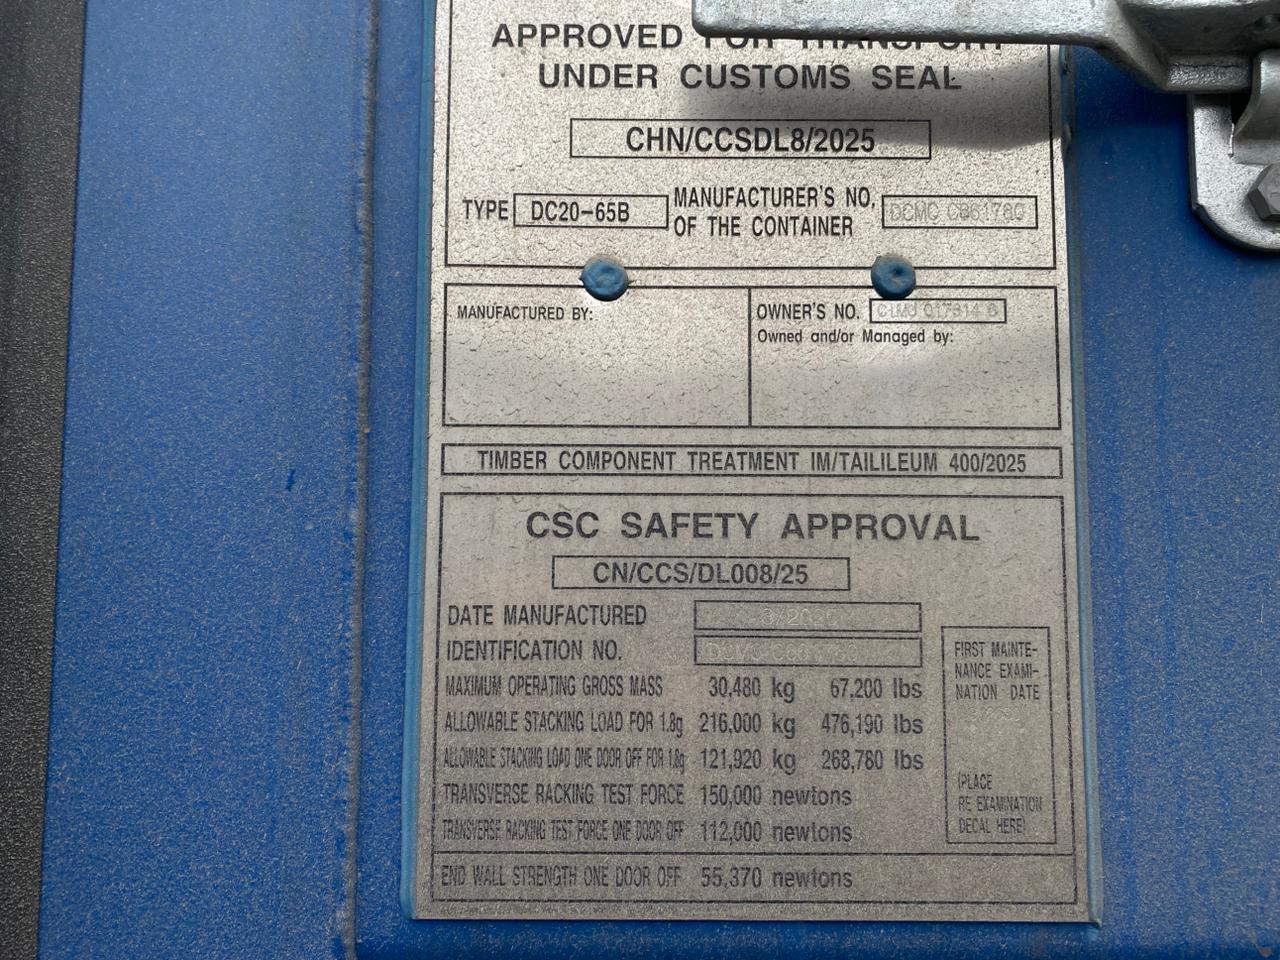 APPROVED FOR TRANSPORT
UNDER CUSTOMS SEAL
CHN/CCSDL8/2025
TYPE DC20-65B MANUFACTURER'S NO.
OF THE CONTAINER
MANUFACTURED BY:
OWNER'S NO.
Owned and/or Managed by:
TIMBER COMPONENT TREATMENT IM/TAILILEUM 400/2025
CSC SAFETY APPROVAL
CN/CCS/DL008/25
DATE MANUFACTURED
IDENTIFICATION NO.
MAXIMUM OPERATING GROSS MASS 30,480 kg 67,200 lbs
ALLOWABLE STACKING LOAD FOR 1.8g 216,000 kg 476,190 lbs
ALLOWABLE STACKING LOAD ONE DOOR OFF FOR 1.8g 121,920 kg 268,780 lbs
TRANSVERSE RACKING TEST FORCE 150,000 newtons
TRANSVERSE RACKING TEST FORCE ONE DOOR OFF 112,000 newtons
END WALL STRENGTH ONE DOOR OFF 55,370 newtons
FIRST MAINTE-
NANCE EXAMI-
NATION DATE
(PLACE
RE EXAMINATION
DECAL HERE)